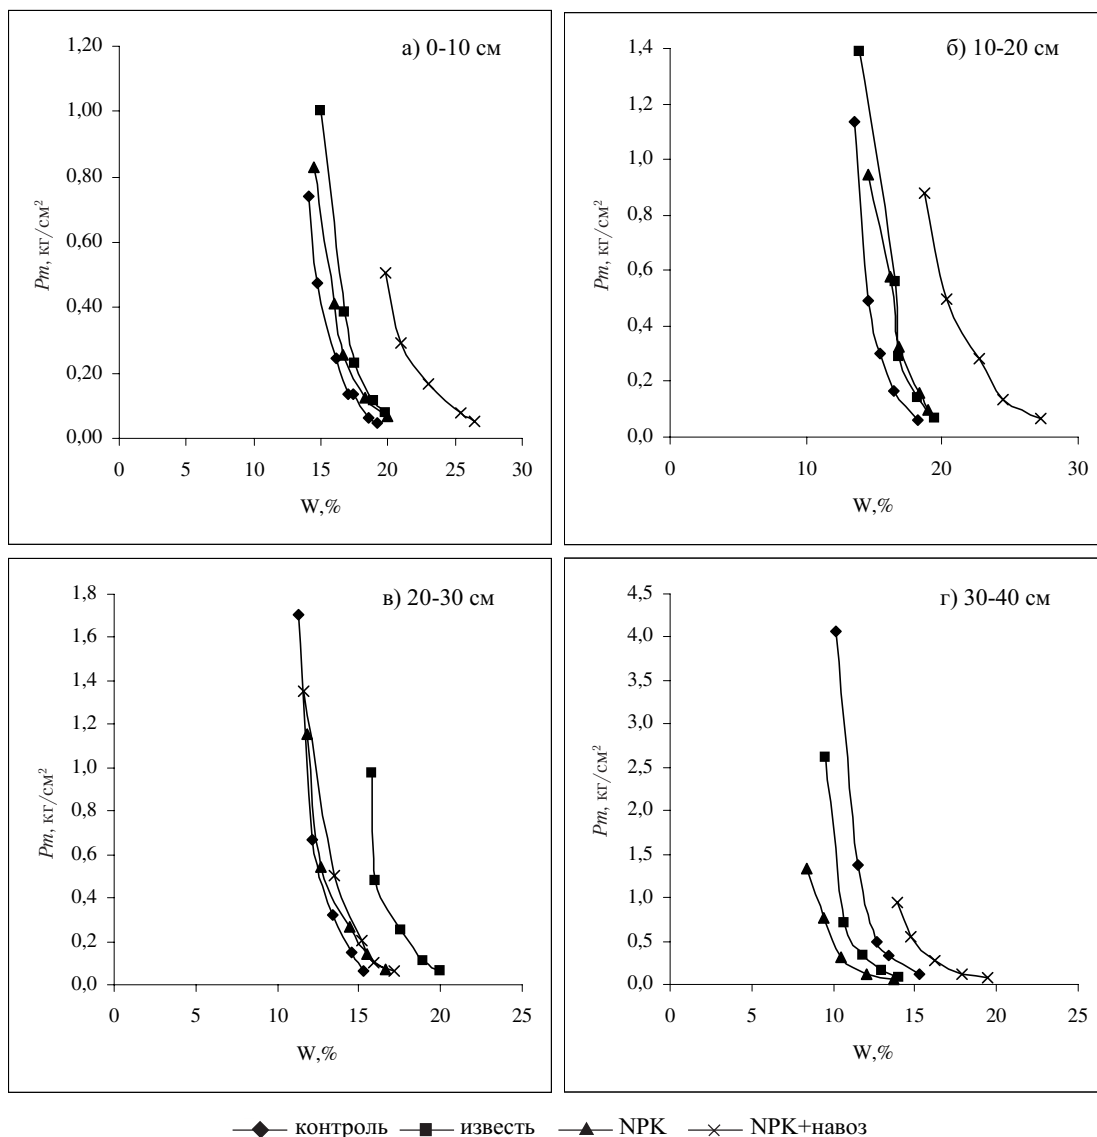 а) 0-10 см
1,20
1,00
0,80
0,60
0,40
0,20
0,00
Pm, кг/см²
0 5 10 15 20 25 30
W,%
б) 10-20 см
1,4
1,2
1,0
0,8
0,6
0,4
0,2
0,0
Pm, кг/см²
0 10 20 30
W,%
в) 20-30 см
1,8
1,6
1,4
1,2
1,0
0,8
0,6
0,4
0,2
0,0
Pm, кг/см²
0 5 10 15 20 25
W,%
г) 30-40 см
4,5
4,0
3,5
3,0
2,5
2,0
1,5
1,0
0,5
0,0
Pm, кг/см²
0 5 10 15 20 25
W,%
контроль известь NPK NPK+навоз